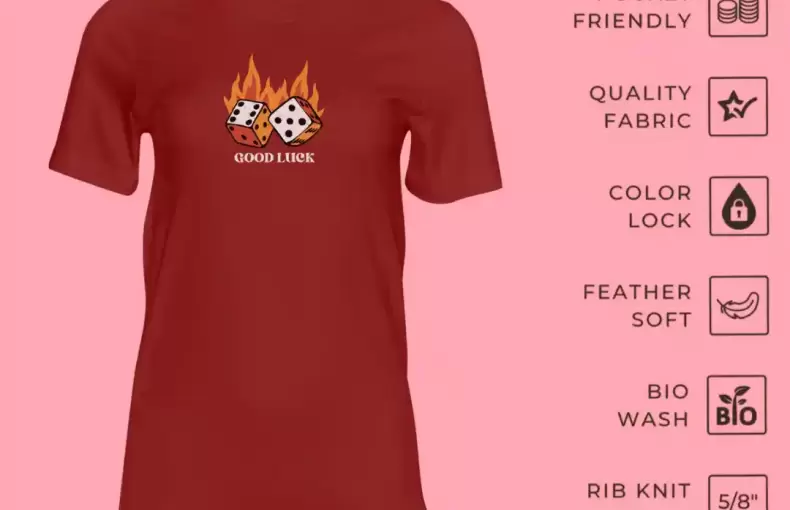 GOOD LUCK
FRIENDLY
QUALITY
FABRIC
COLOR
LOCK
FEATHER
SOFT
BIO
WASH
BIO
RIB KNIT
5/8"